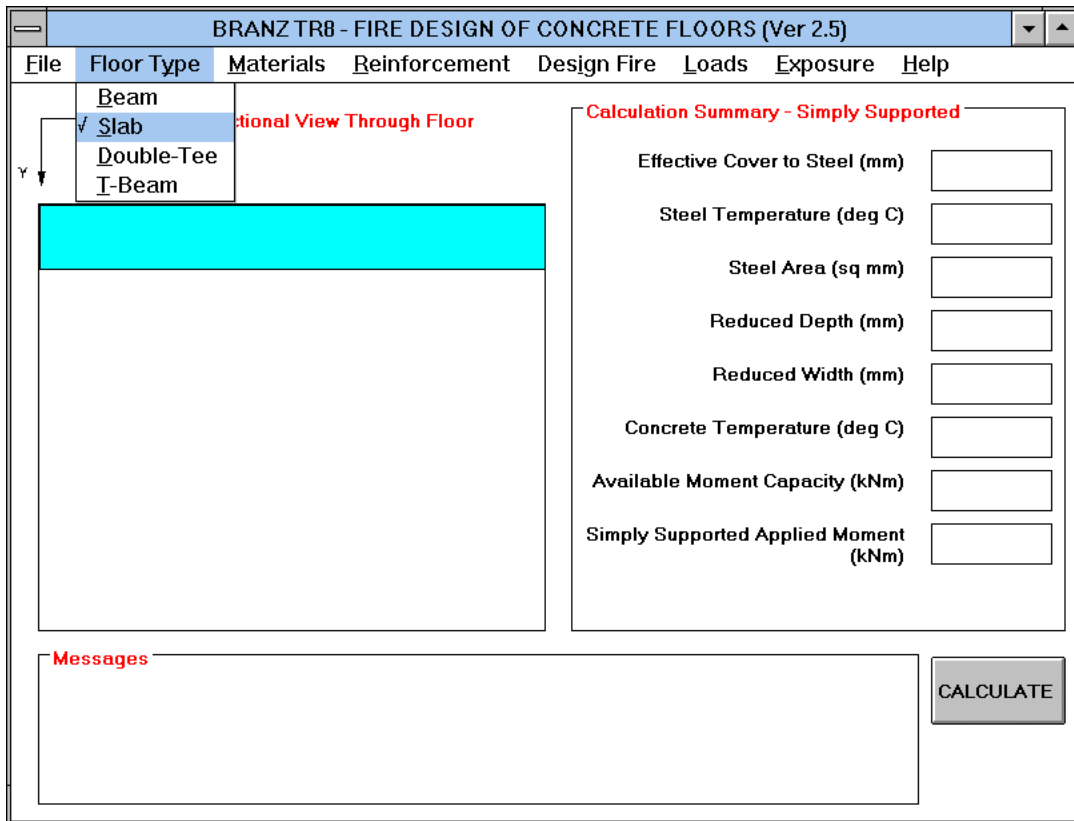 BRANZ TR8 - FIRE DESIGN OF CONCRETE FLOORS (Ver 2.5)
File Floor Type Materials Reinforcement Design Fire Loads Exposure Help
Beam
√ Slab
Double-Tee
T-Beam
tional View Through Floor
Y
Calculation Summary - Simply Supported
Effective Cover to Steel (mm)
Steel Temperature (deg C)
Steel Area (sq mm)
Reduced Depth (mm)
Reduced Width (mm)
Concrete Temperature (deg C)
Available Moment Capacity (kNm)
Simply Supported Applied Moment
(kNm)
Messages
CALCULATE